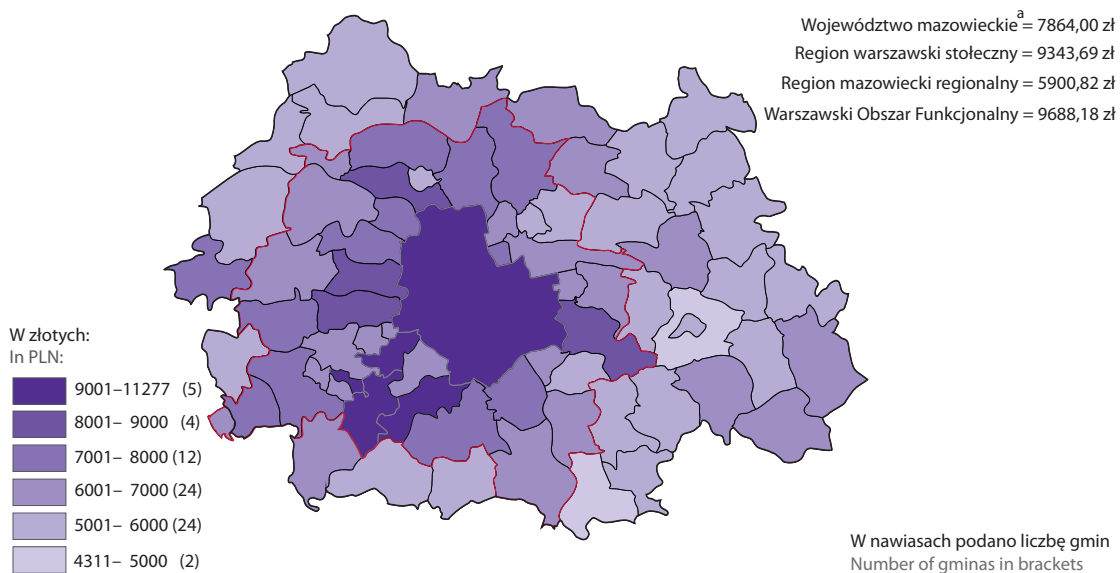 Województwo mazowieckie a = 7864,00 zł
Region warszawski stołeczny = 9343,69 zł
Region mazowiecki regionalny = 5900,82 zł
Warszawski Obszar Funkcjonalny = 9688,18 zł
W złotych:
In PLN:
9001–11277 (5)
8001– 9000 (4)
7001– 8000 (12)
6001– 7000 (24)
5001– 6000 (24)
4311– 5000 (2)
W nawiasach podano liczbę gmin
Number of gminas in brackets